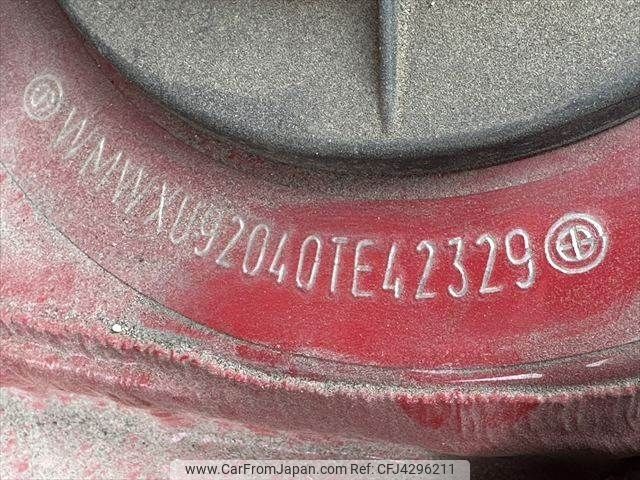 WMWXU92040TE42329
www.CarFromJapan.com | Ref: CFJ4296211